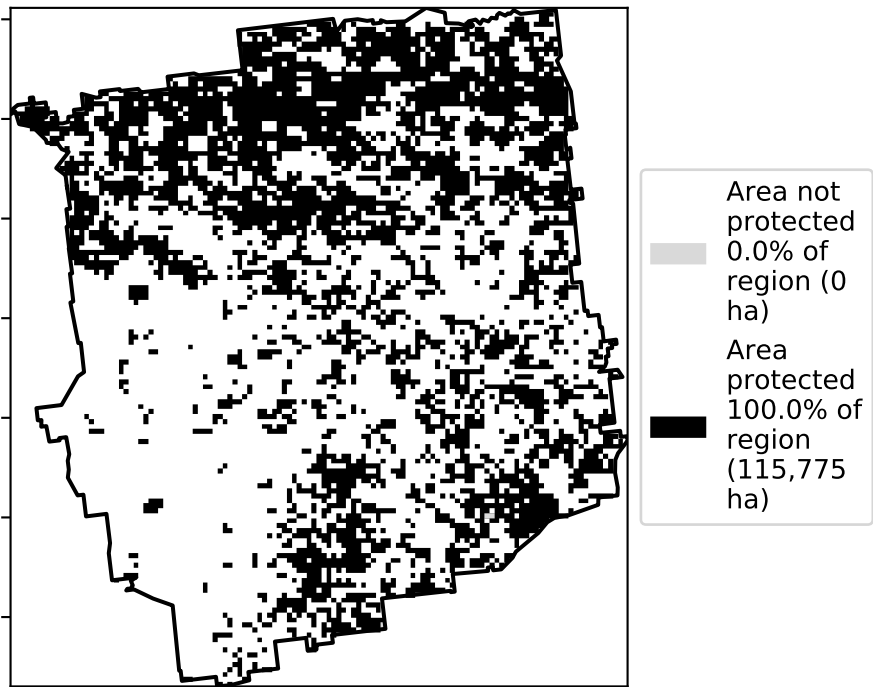 Area not
protected
0.0% of
region (0
ha)
Area
protected
100.0% of
region
(115,775
ha)